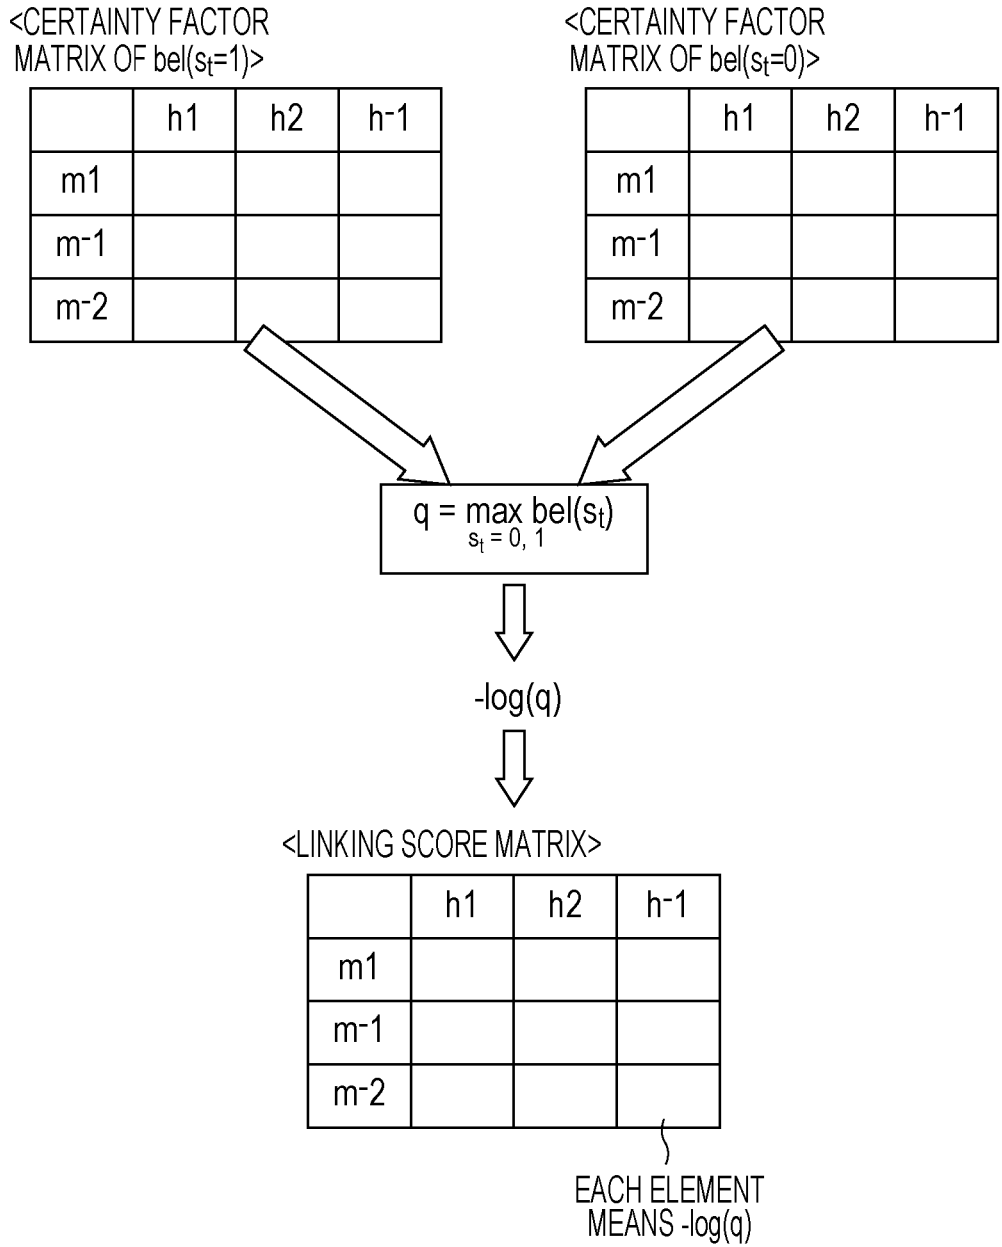 <CERTAINTY FACTOR
MATRIX OF bel(sₜ=1)>
h1 h2 h-1
m1
m-1
m-2
<CERTAINTY FACTOR
MATRIX OF bel(sₜ=0)>
h1 h2 h-1
m1
m-1
m-2
q = max bel(sₜ)
sₜ = 0, 1
-log(q)
<LINKING SCORE MATRIX>
h1 h2 h-1
m1
m-1
m-2
EACH ELEMENT
MEANS -log(q)